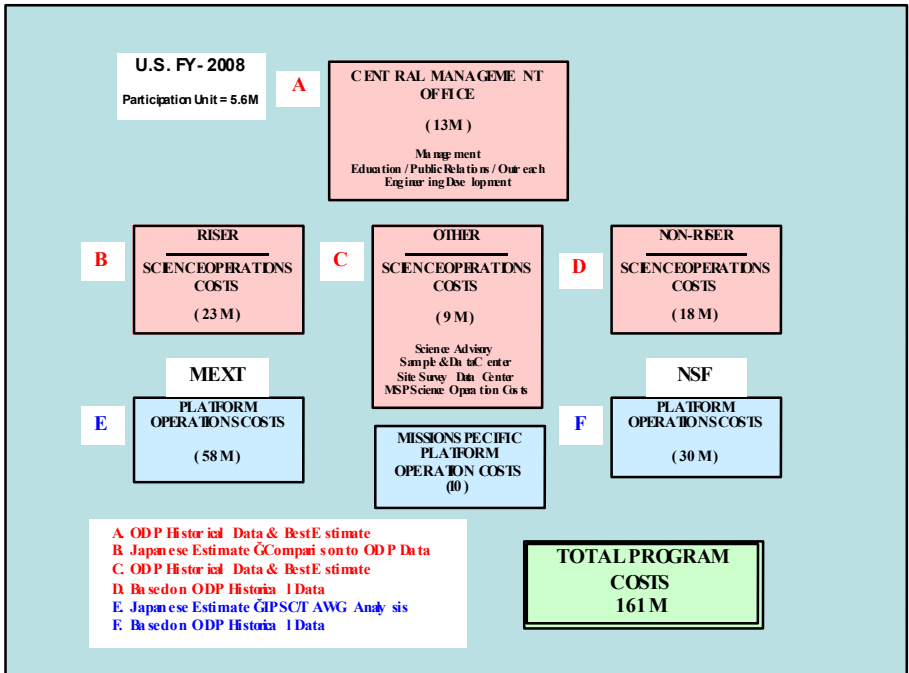 U.S. FY- 2008
Participation Unit = 5.6M
A
CENTRAL MANAGEMENT
OFFICE
(13M)
Management
Education / Public Relations / Outreach
Engineering Development
B
RISER
SCIENCE OPERATIONS
COSTS
(23 M)
C
OTHER
SCIENCE OPERATIONS
COSTS
(9 M)
Science Advisory
Sample & Data Center
Site Survey Data Center
MSP Science Operation Costs
D
NON-RISER
SCIENCE OPERATIONS
COSTS
(18 M)
MEXT
E
PLATFORM
OPERATIONS COSTS
(58 M)
MISSION SPECIFIC
PLATFORM
OPERATION COSTS
(10)
NSF
F
PLATFORM
OPERATIONS COSTS
(30 M)
A. ODP Historical Data & Best Estimate
B. Japanese Estimate ĞComparison to ODP Data
C. ODP Historical Data & Best Estimate
D. Based on ODP Historical Data
E. Japanese Estimate ĞIPSC/T AWG Analysis
F. Based on ODP Historical Data
TOTAL PROGRAM
COSTS
161 M